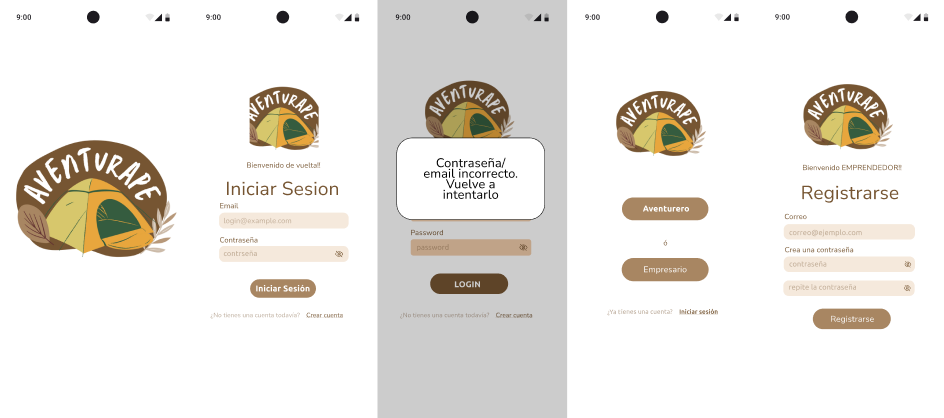 9:00
AVENTURAPE
9:00
AVENTURAPE
Bienvenido de vuelta!!
Iniciar Sesion
Email
login@example.com
Contraseña
contrseña
Iniciar Sesión
¿No tienes una cuenta todavía? Crear cuenta
9:00
AVENTURAPE
Contraseña/
email incorrecto.
Vuelve a
intentarlo
Password
password
LOGIN
¿No tienes una cuenta todavía? Crear cuenta
9:00
AVENTURAPE
Aventurero
ó
Empresario
¿Ya tienes una cuenta? Iniciar sesión
9:00
AVENTURAPE
Bienvenido EMPRENDEDOR!!
Registrarse
Correo
correo@ejemplo.com
Crea una contraseña
contraseña
repite la contraseña
Registrarse